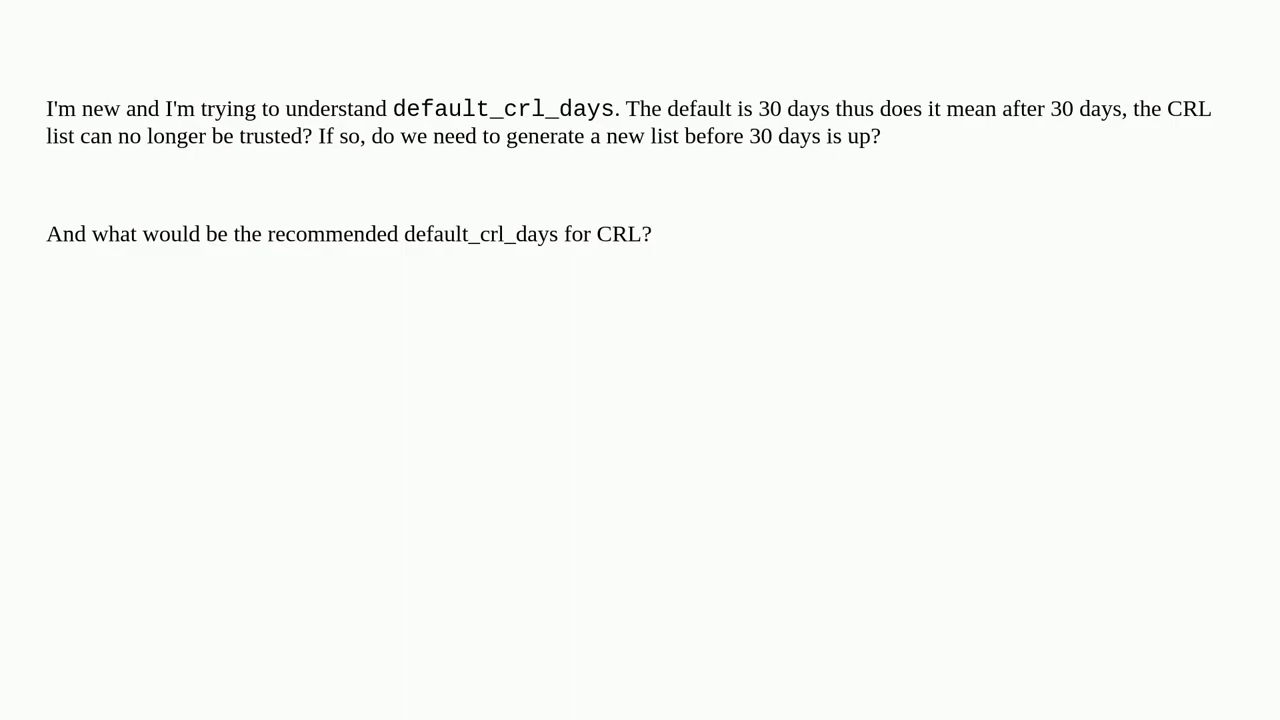 I'm new and I'm trying to understand default_crl_days. The default is 30 days thus does it mean after 30 days, the CRL
list can no longer be trusted? If so, do we need to generate a new list before 30 days is up?
And what would be the recommended default_crl_days for CRL?